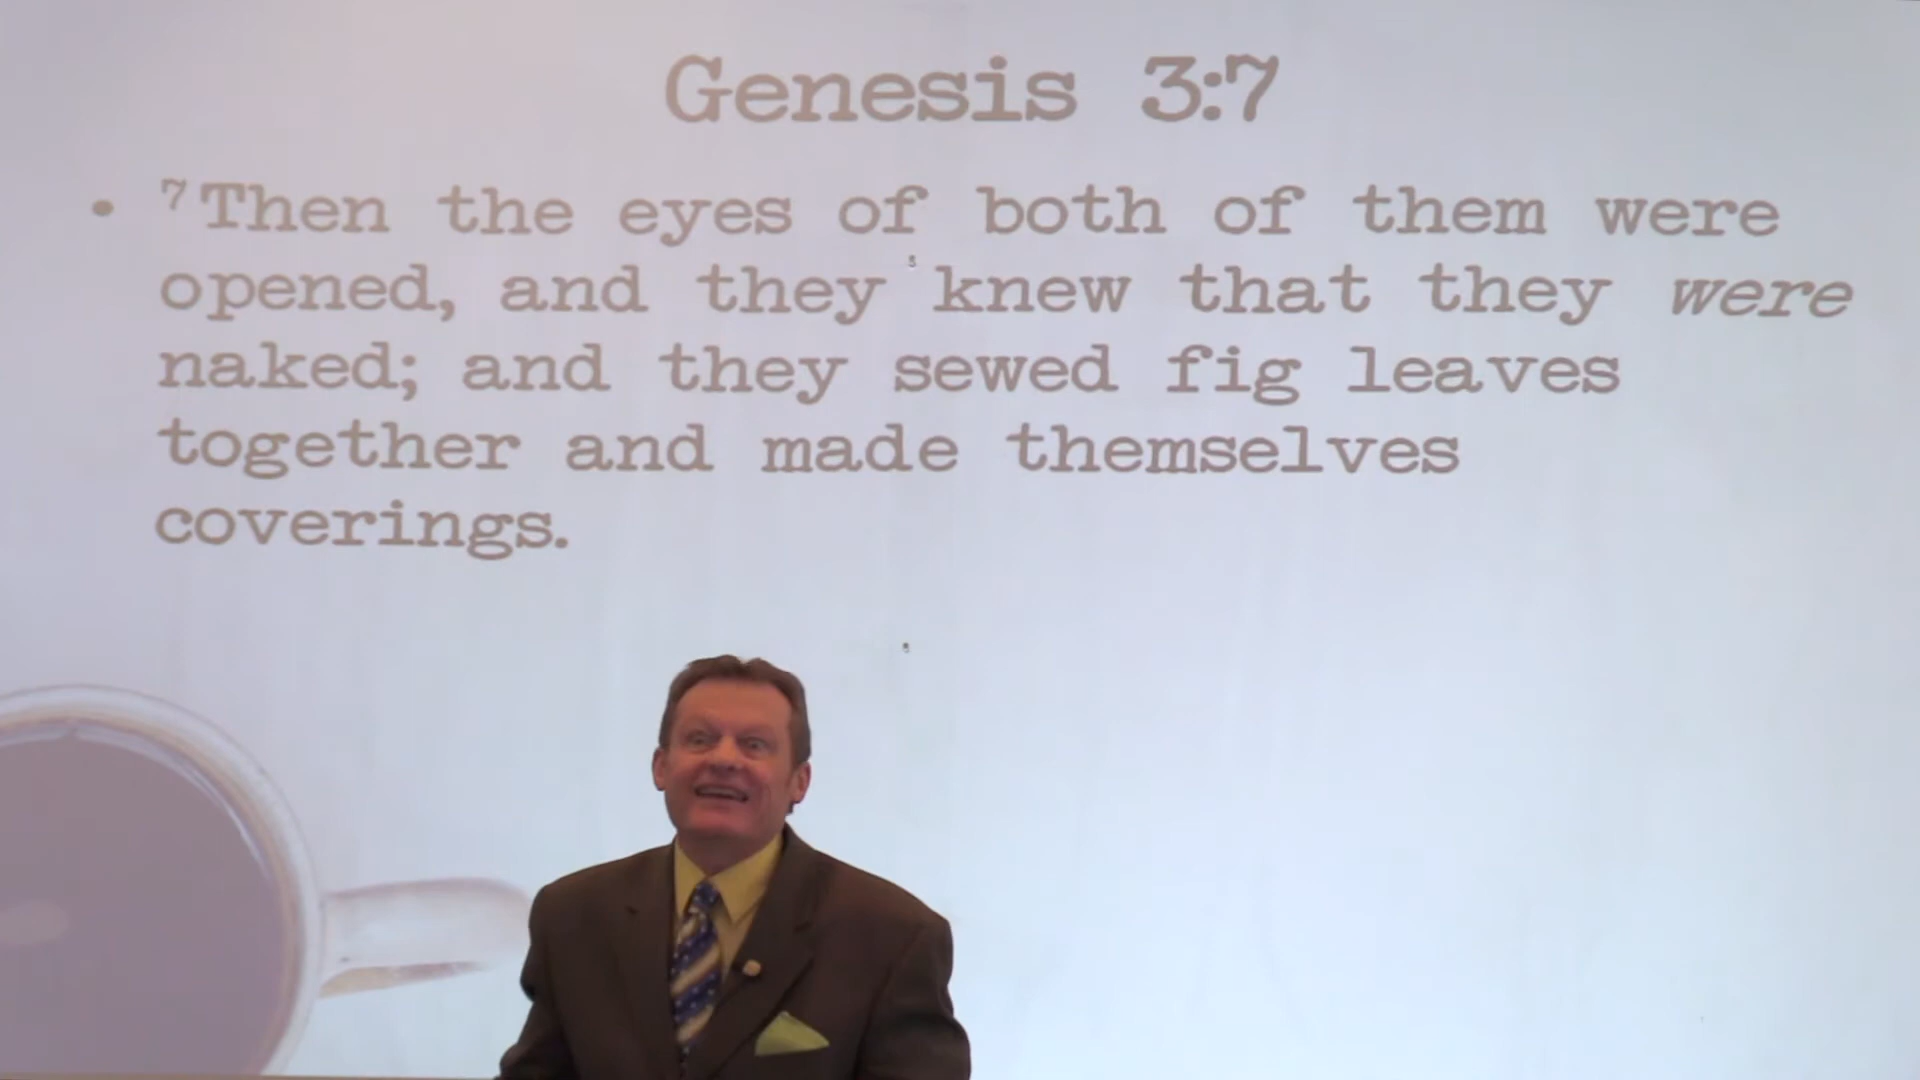 Genesis 3:7
• ⁷Then the eyes of both of them were
opened, and they knew that they were
naked; and they sewed fig leaves
together and made themselves
coverings.